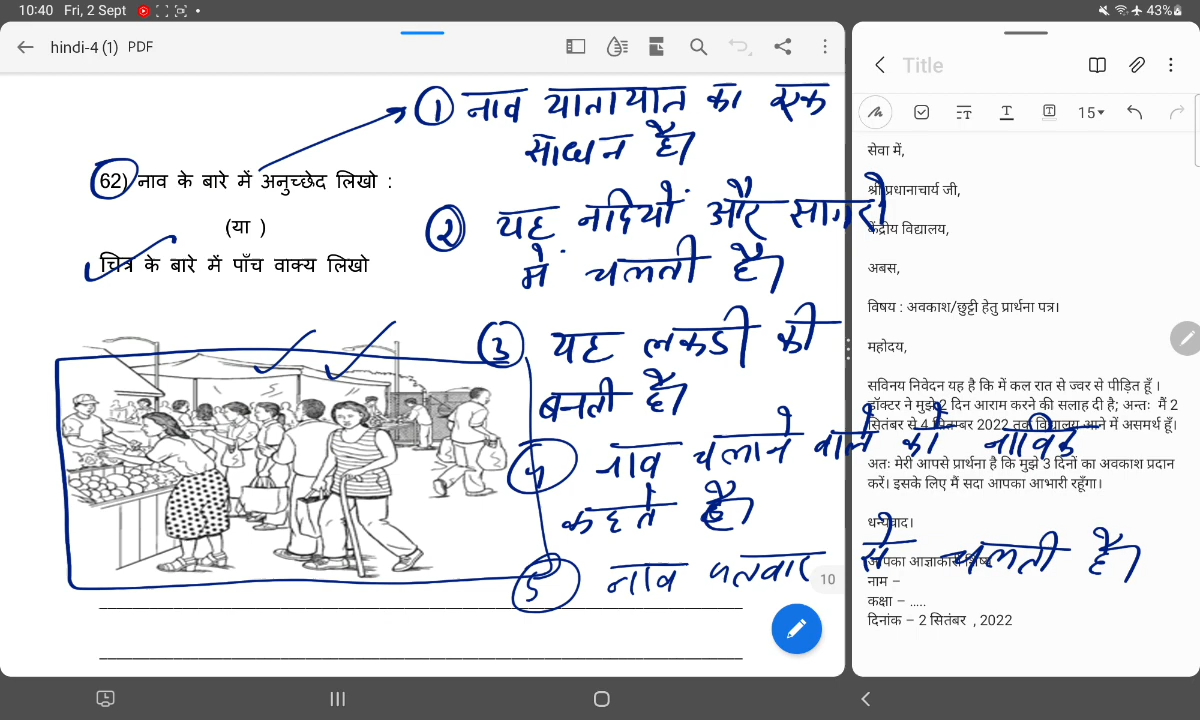 10:40 Fri, 2 Sept
43%
hindi-4 (1) PDF
62) नाव के बारे में अनुच्छेद लिखो :
(या )
चित्र के बारे में पाँच वाक्य लिखो
① नाव यातायात का एक
साधन है।
② यह नदियों और सागरों
में चलती है।
③ यह लकडी की
बनती है।
④ नाव चलाने वाले को नाविक
कहते है।
⑤ नाव पतवार से चलती है।
10
Title
15
सेवा में,
श्री प्रधानाचार्य जी,
केंद्रीय विद्यालय,
अबस,
विषय : अवकाश/छुट्टी हेतु प्रार्थना पत्र।
महोदय,
सविनय निवेदन यह है कि में कल रात से ज्वर से पीड़ित हूँ ।
डॉक्टर ने मुझे 2 दिन आराम करने की सलाह दी है; अन्तः मैं 2
सितंबर से 4 सितम्बर 2022 तक विद्यालय आने में असमर्थ हूँ।
अतः मेरी आपसे प्रार्थना है कि मुझे 3 दिनों का अवकाश प्रदान
करें। इसके लिए मैं सदा आपका आभारी रहूँगा।
धन्यवाद।
आपका आज्ञाकारी शिष्य
नाम –
कक्षा – .....
दिनांक – 2 सितंबर , 2022